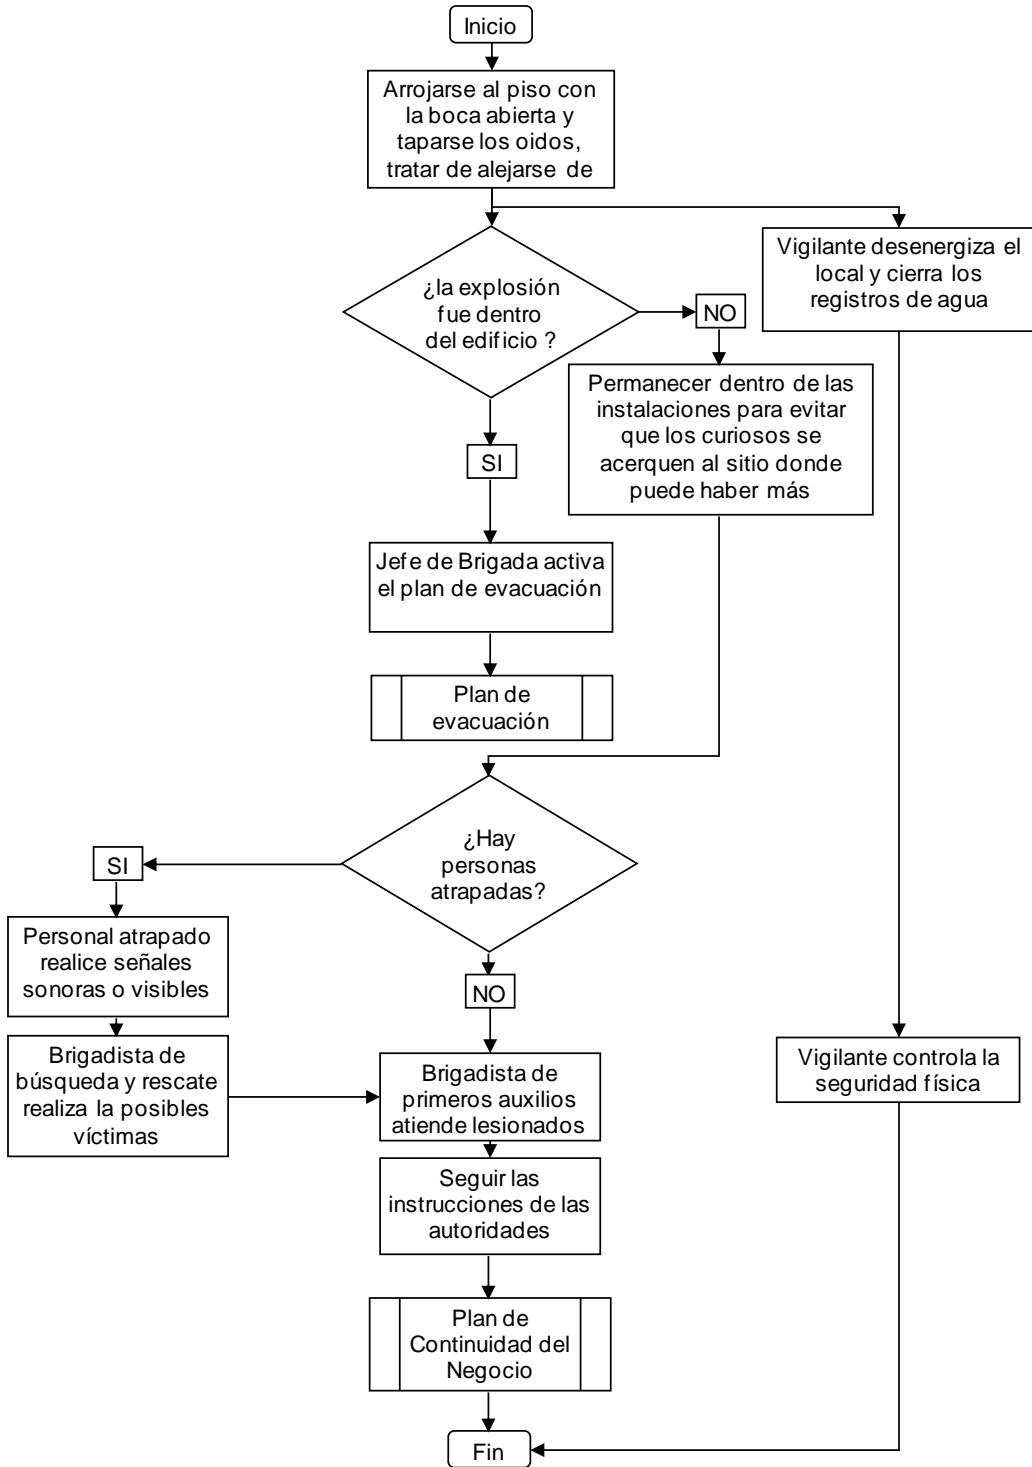 Inicio
Arrojarse al piso con
la boca abierta y
taparse los oidos,
tratar de alejarse de
¿la explosión
fue dentro
del edificio ?
NO
Vigilante desenergiza el
local y cierra los
registros de agua
Permanecer dentro de las
instalaciones para evitar
que los curiosos se
acerquen al sitio donde
puede haber más
SI
Jefe de Brigada activa
el plan de evacuación
Plan de
evacuación
¿Hay
personas
atrapadas?
SI
Personal atrapado
realice señales
sonoras o visibles
NO
Brigadista de
búsqueda y rescate
realiza la posibles
víctimas
Brigadista de
primeros auxilios
atiende lesionados
Vigilante controla la
seguridad física
Seguir las
instrucciones de las
autoridades
Plan de
Continuidad del
Negocio
Fin